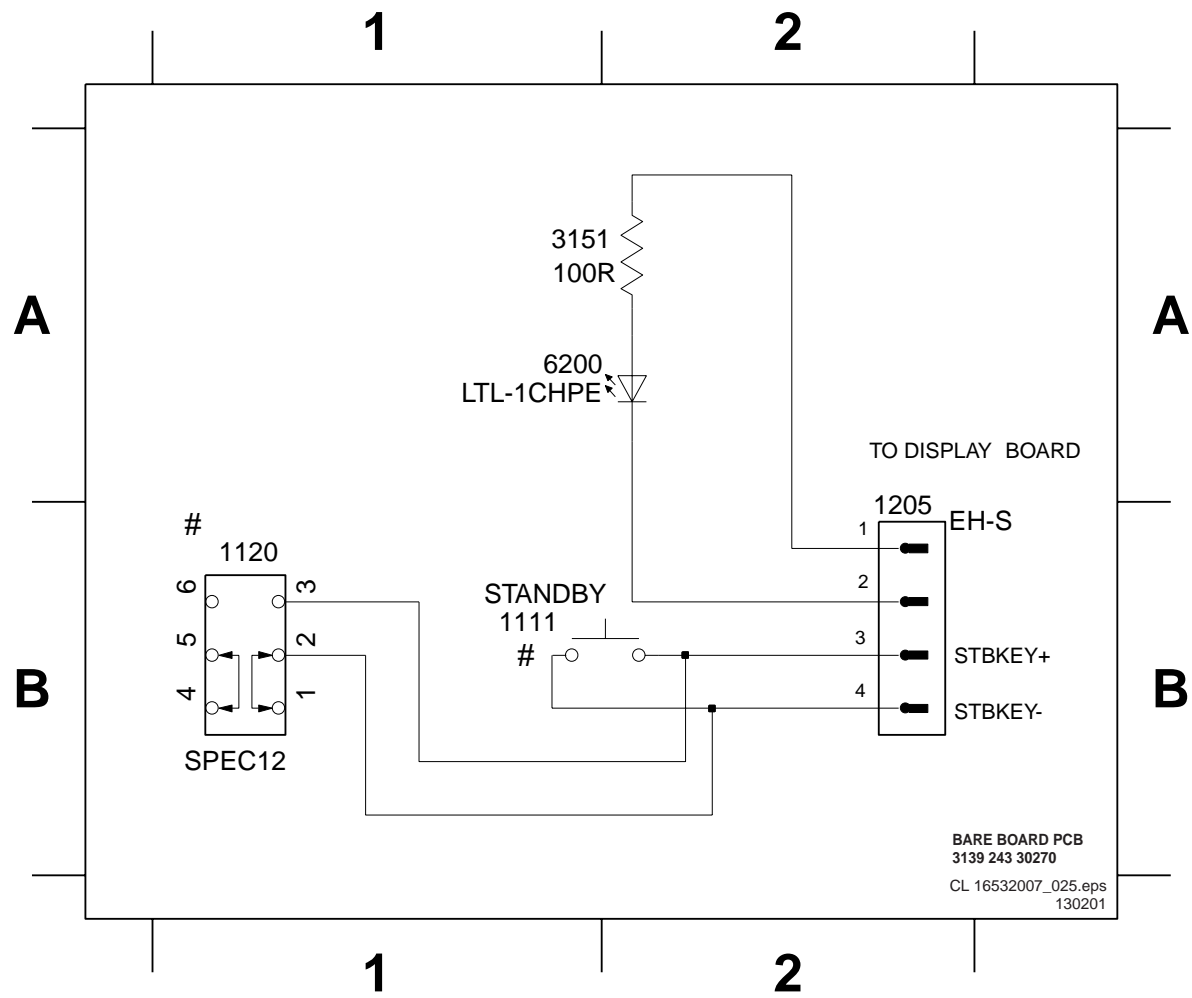 1 2
3151
100R
A A
6200
LTL-1CHPE
TO DISPLAY BOARD
1205
EH-S
#
1120
1
6 3
STANDBY
2
1111
5 2
#
3
STBKEY+
B B
4 1
4
STBKEY-
SPEC12
BARE BOARD PCB
3139 243 30270
CL 16532007_025.eps
130201
1 2